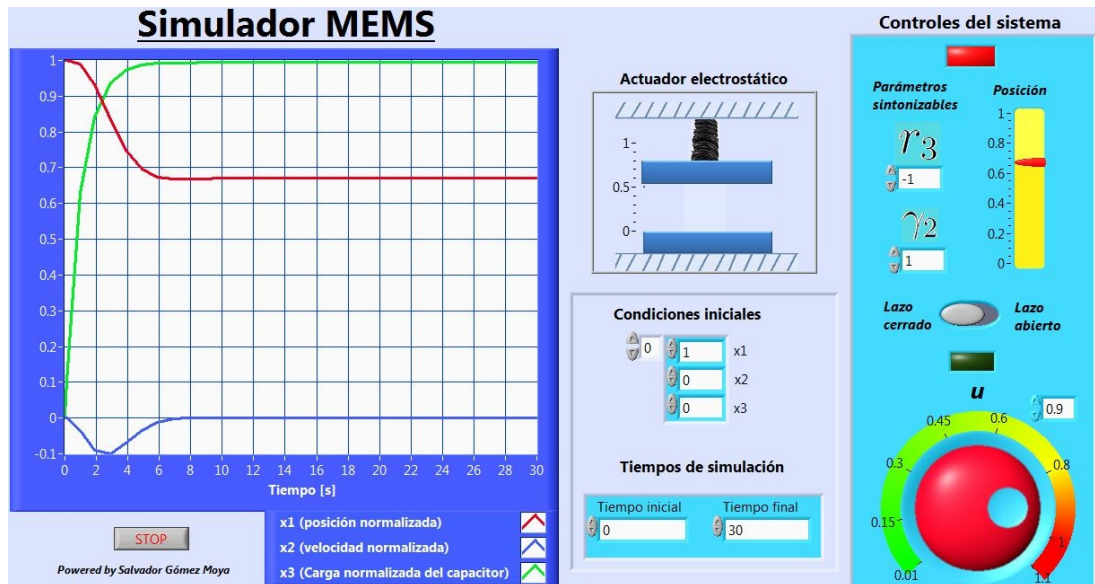 Simulador MEMS
1
0.9
0.8
0.7
0.6
0.5
0.4
0.3
0.2
0.1
0
-0.1
0 2 4 6 8 10 12 14 16 18 20 22 24 26 28 30
Tiempo [s]
STOP
Powered by Salvador Gómez Moya
x1 (posición normalizada)
x2 (velocidad normalizada)
x3 (Carga normalizada del capacitor)
Actuador electrostático
1
0.5
0
Condiciones iniciales
0 1 x1
0 x2
0 x3
Tiempos de simulación
Tiempo inicial Tiempo final
0 30
Controles del sistema
Parámetros sintonizables
Posición
r3
-1
γ2
1
1
0.8
0.6
0.4
0.2
0
Lazo cerrado
Lazo abierto
u
0.9
0.01
0.15
0.3
0.45
0.6
0.8
1
1.1